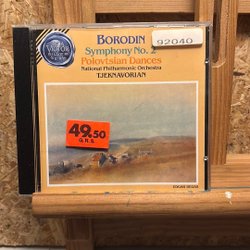 BORODIN
92040
Symphony No. 2
Polovtsian Dances
National Philharmonic Orchestra
TJEKNAVORIAN
49.50
EDGAR DEGAS